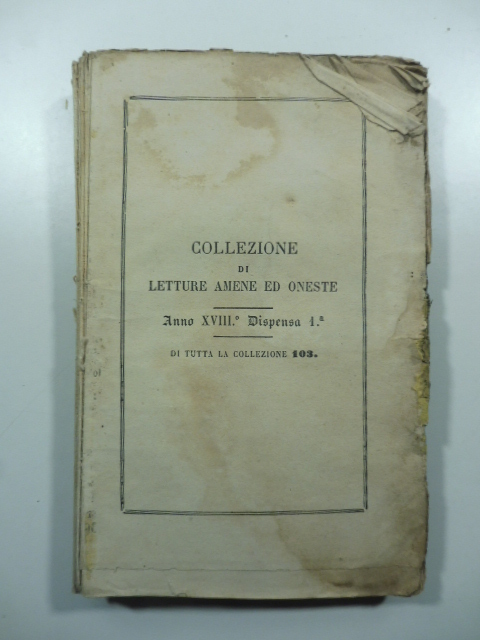 COLLEZIONE
DI
LETTURE AMENE ED ONESTE
Anno XVIII.º Dispensa 1.ª
DI TUTTA LA COLLEZIONE 103.